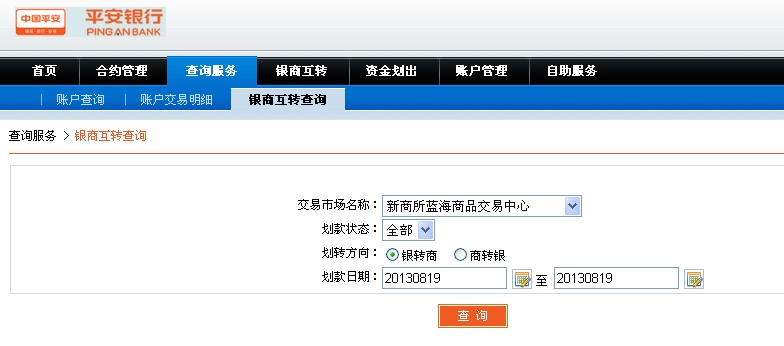 中国平安 平安银行
PINGAN BANK
首页 合约管理 查询服务 银商互转 资金划出 账户管理 自助服务
账户查询 账户交易明细 银商互转查询
查询服务 > 银商互转查询
交易市场名称： 新商所蓝海商品交易中心
划款状态： 全部
划转方向： 银转商 商转银
划款日期： 20130819 至 20130819
查 询